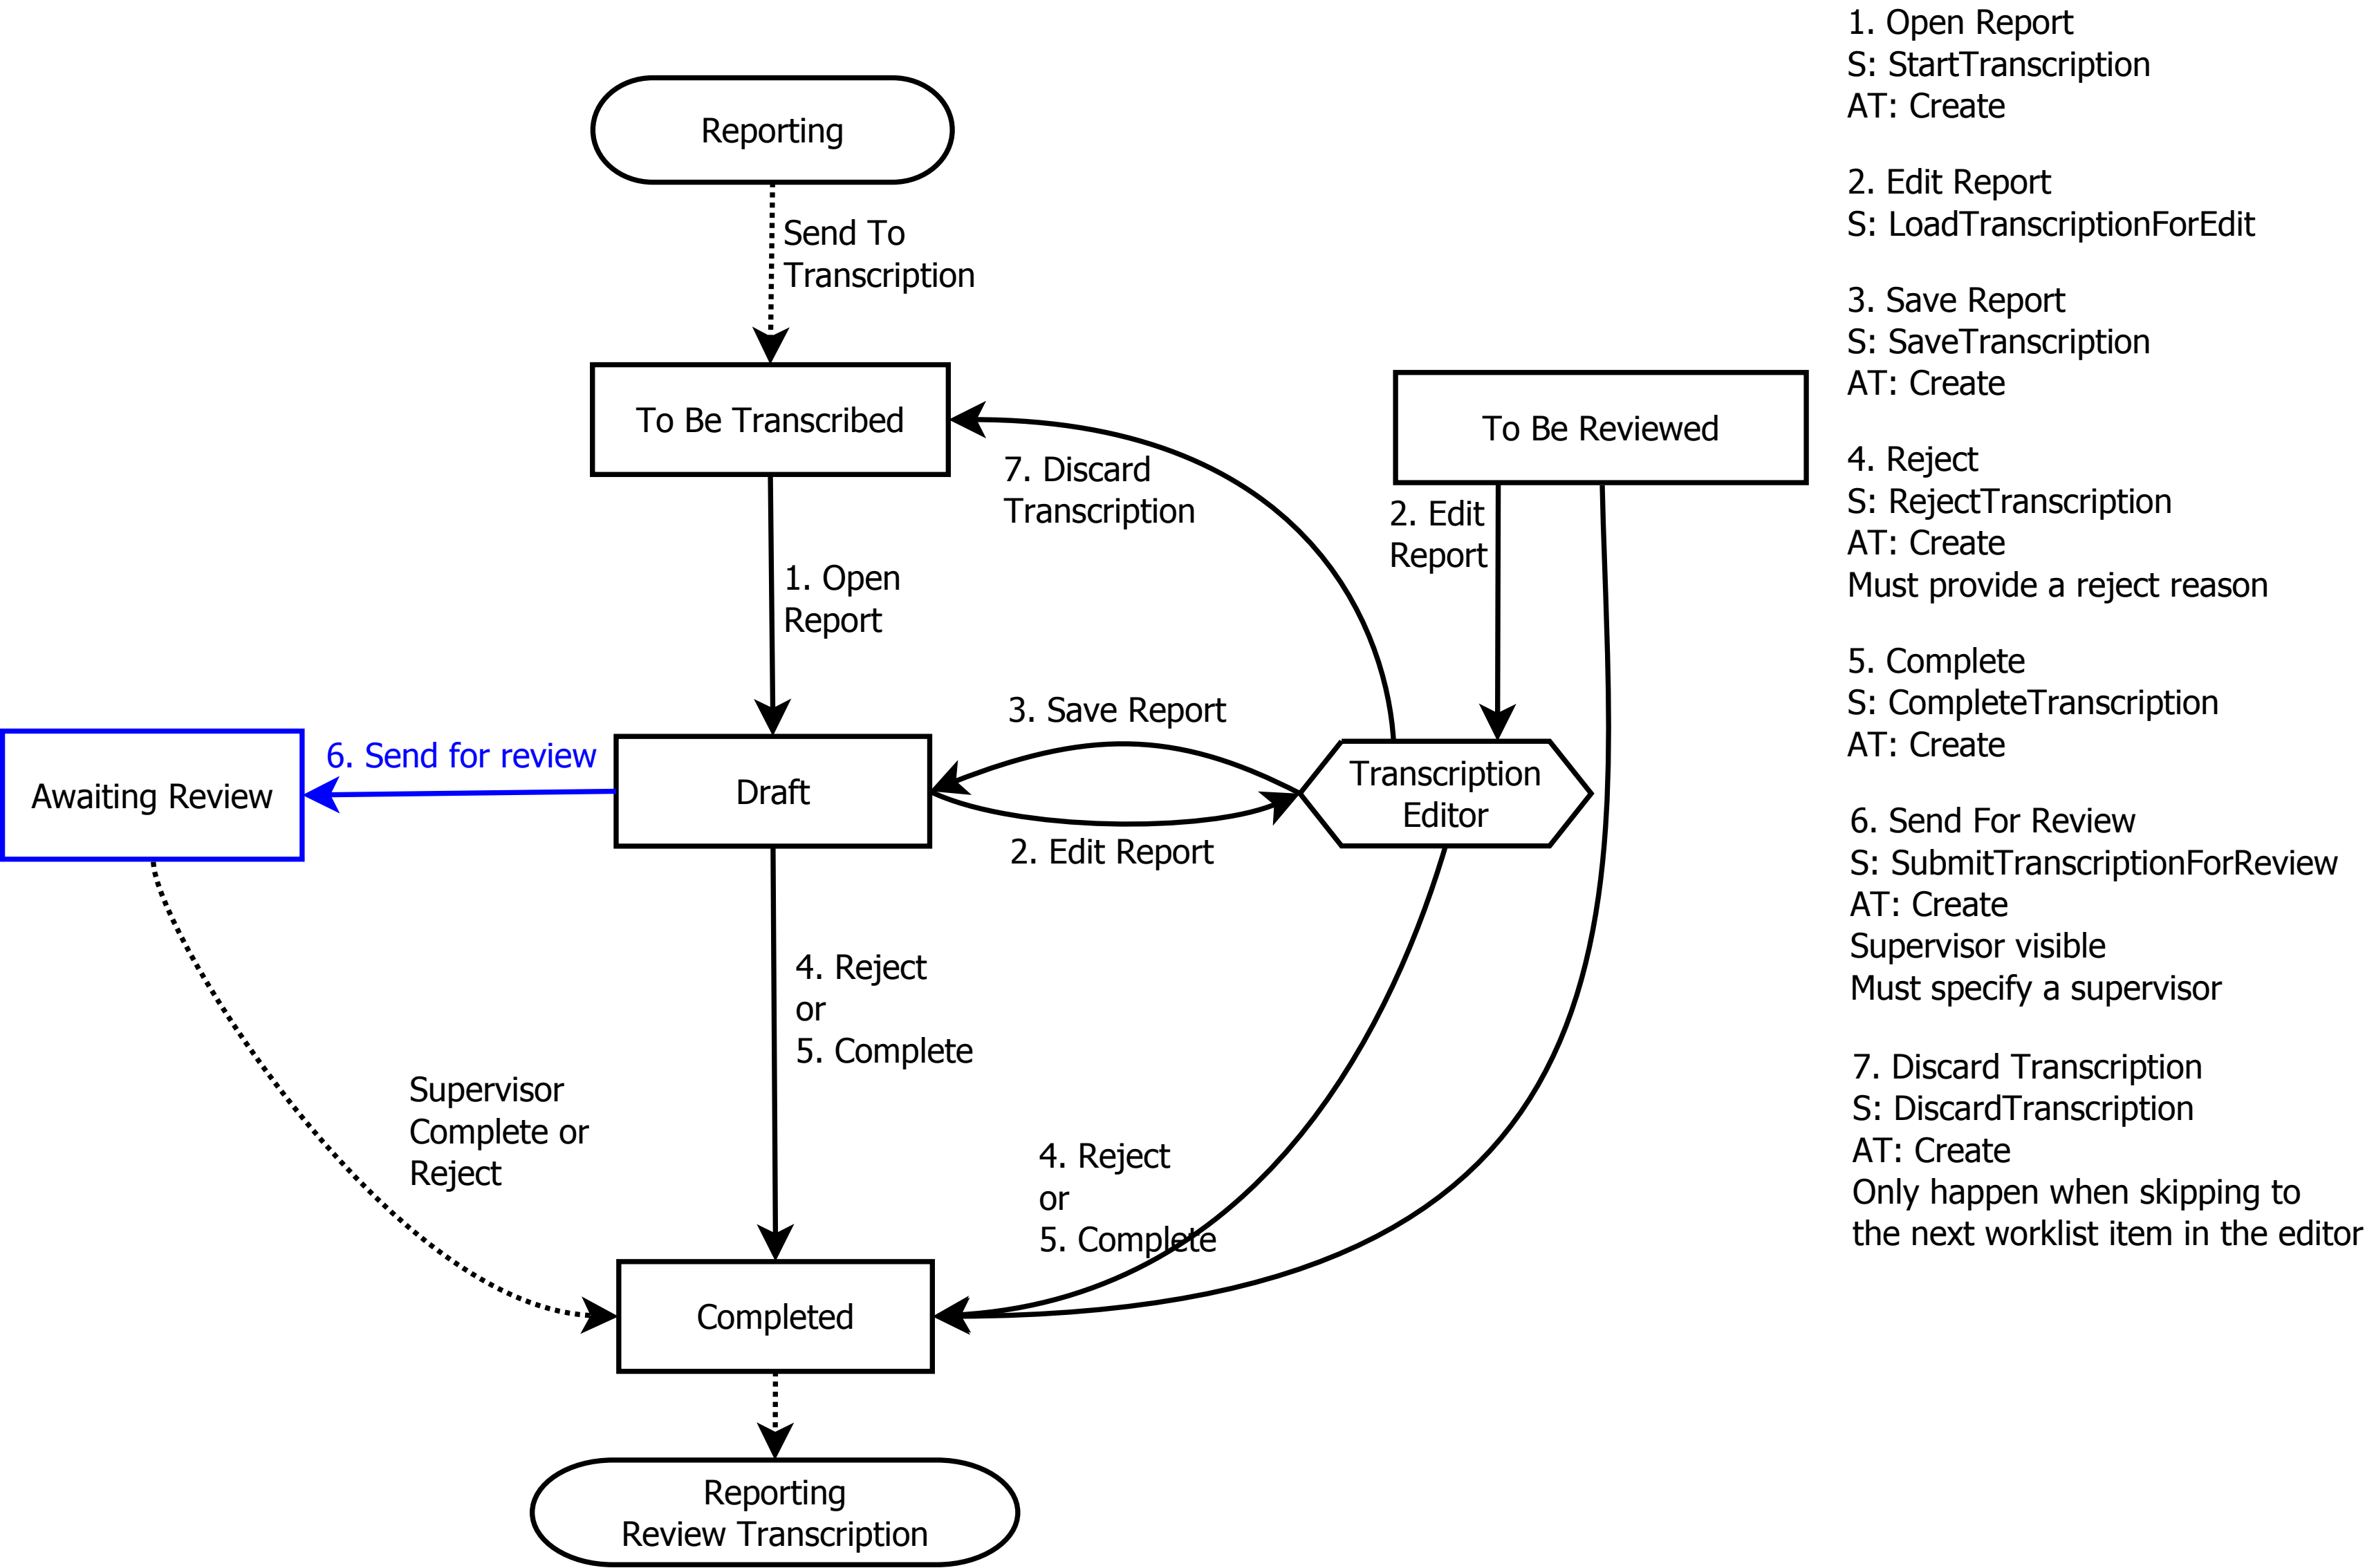 Reporting
Send To
Transcription
To Be Transcribed
To Be Reviewed
7. Discard
Transcription
2. Edit
Report
1. Open
Report
3. Save Report
6. Send for review
Awaiting Review
Draft
Transcription
Editor
2. Edit Report
4. Reject
or
5. Complete
Supervisor
Complete or
Reject
4. Reject
or
5. Complete
Completed
Reporting
Review Transcription
1. Open Report
S: StartTranscription
AT: Create
2. Edit Report
S: LoadTranscriptionForEdit
3. Save Report
S: SaveTranscription
AT: Create
4. Reject
S: RejectTranscription
AT: Create
Must provide a reject reason
5. Complete
S: CompleteTranscription
AT: Create
6. Send For Review
S: SubmitTranscriptionForReview
AT: Create
Supervisor visible
Must specify a supervisor
7. Discard Transcription
S: DiscardTranscription
AT: Create
Only happen when skipping to
the next worklist item in the editor